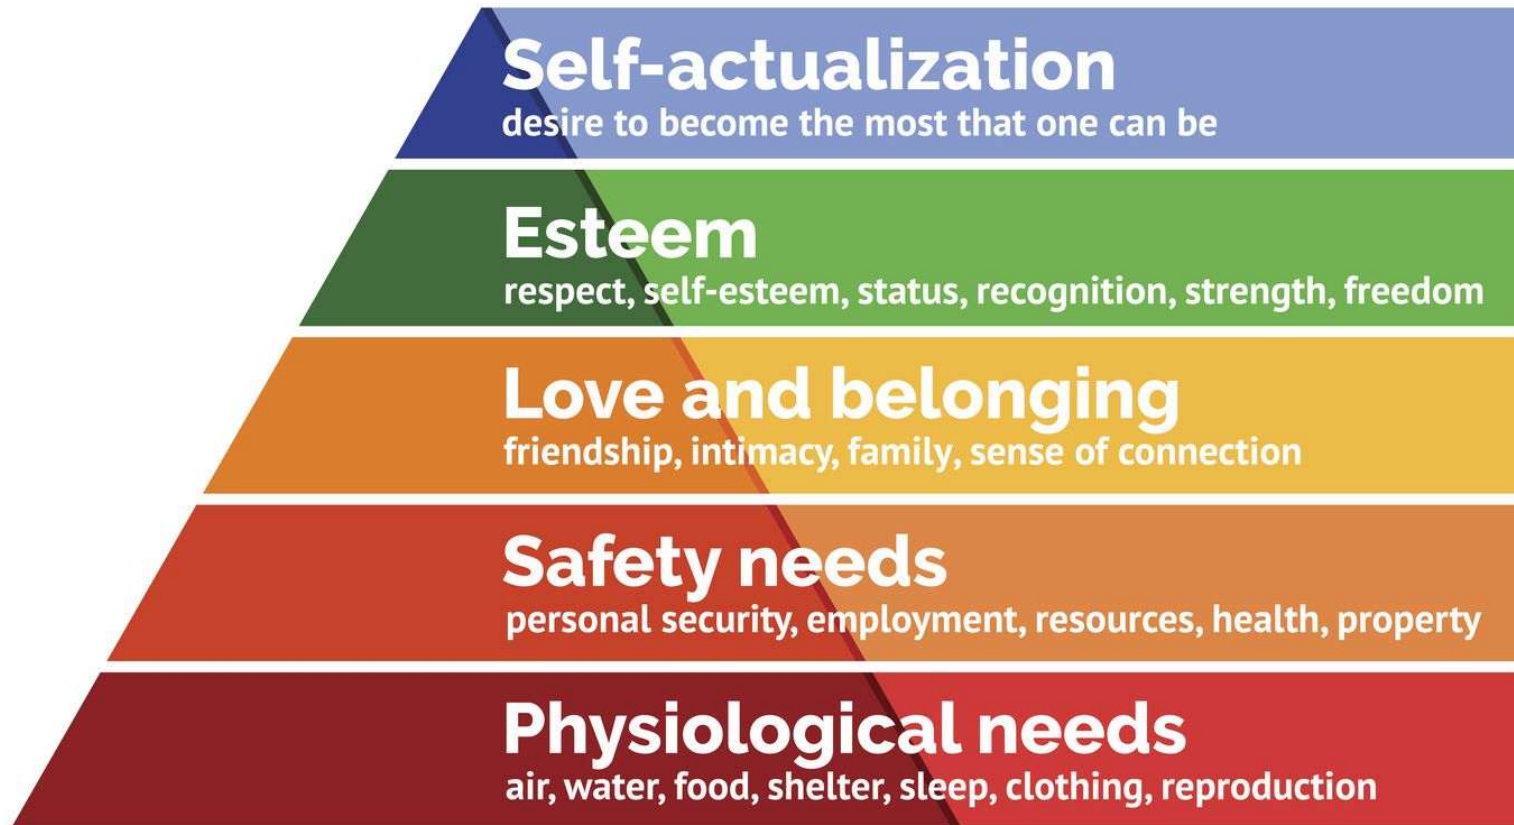 Self-actualization
desire to become the most that one can be
Esteem
respect, self-esteem, status, recognition, strength, freedom
Love and belonging
friendship, intimacy, family, sense of connection
Safety needs
personal security, employment, resources, health, property
Physiological needs
air, water, food, shelter, sleep, clothing, reproduction